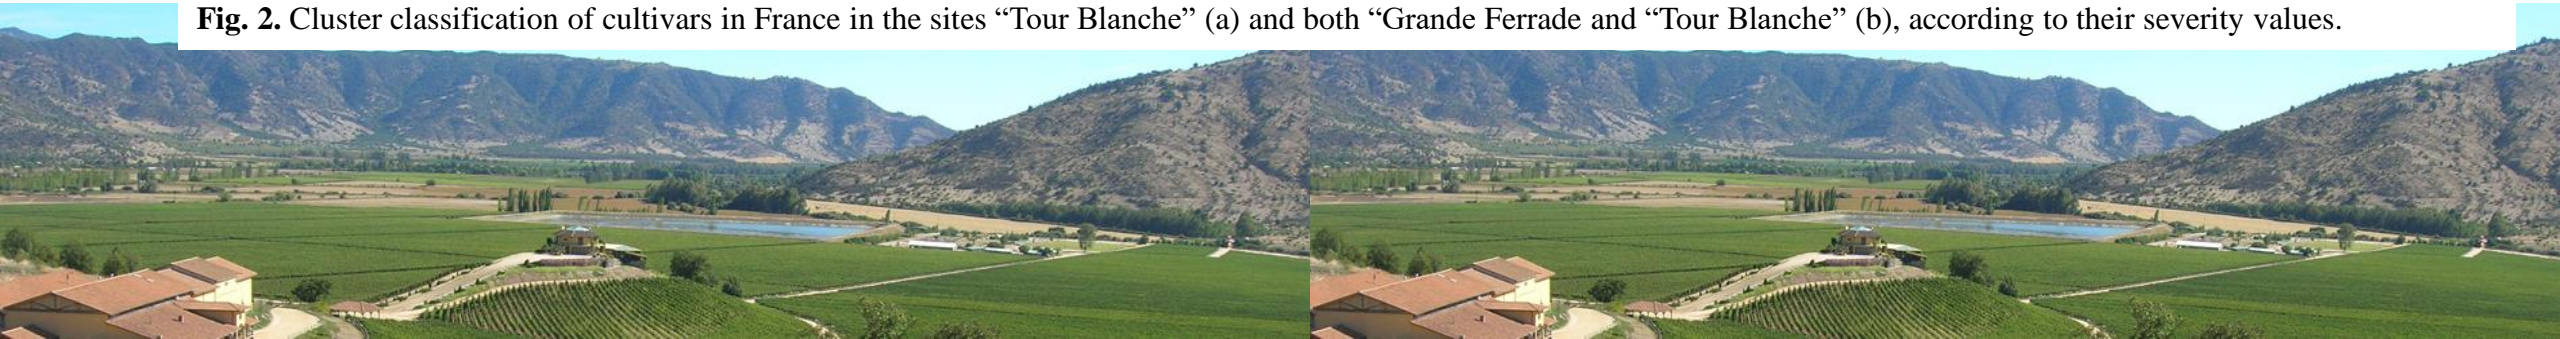 Fig. 2. Cluster classification of cultivars in France in the sites “Tour Blanche” (a) and both “Grande Ferrade and “Tour Blanche” (b), according to their severity values.